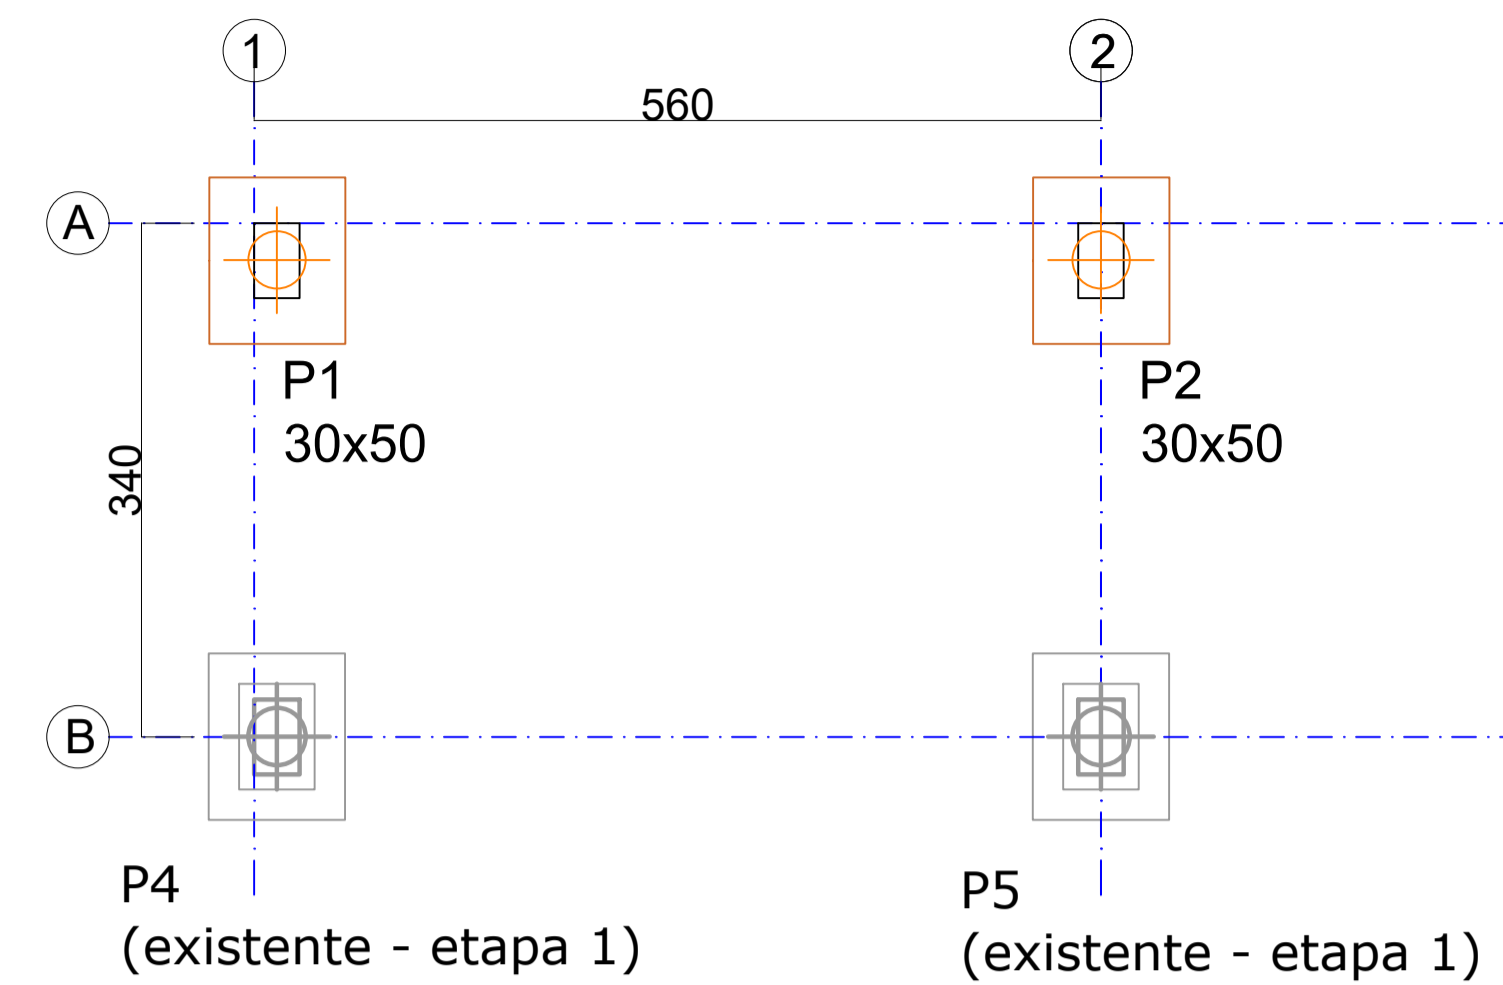 1
2
560
A
P1
30x50
P2
30x50
340
B
P4
(existente - etapa 1)
P5
(existente - etapa 1)